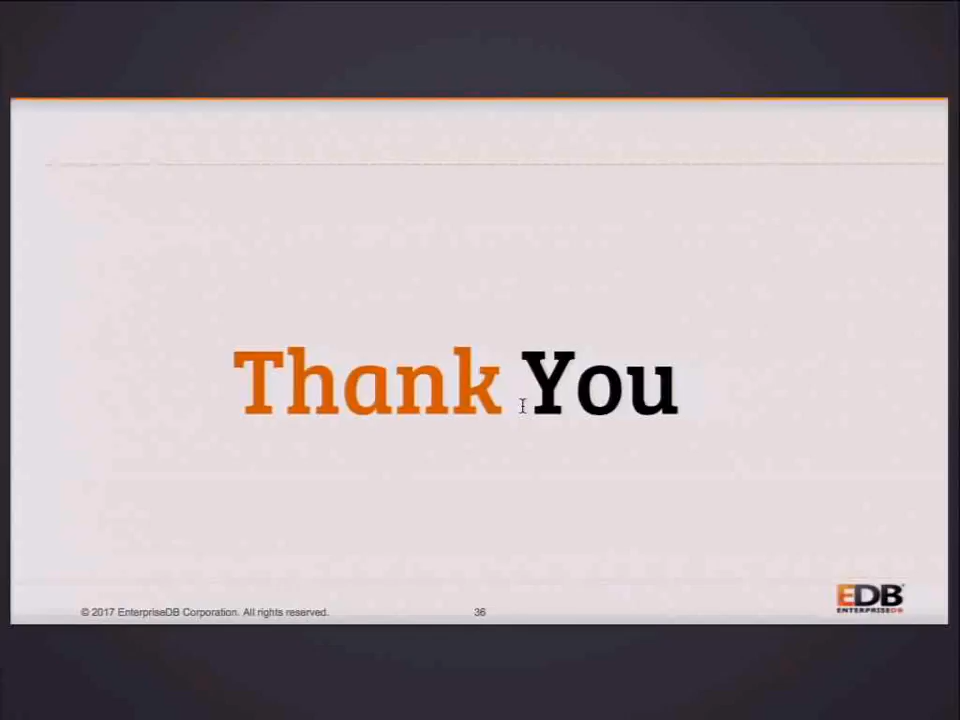 Thank You
© 2017 EnterpriseDB Corporation. All rights reserved.
36
EDB
ENTERPRISEDB